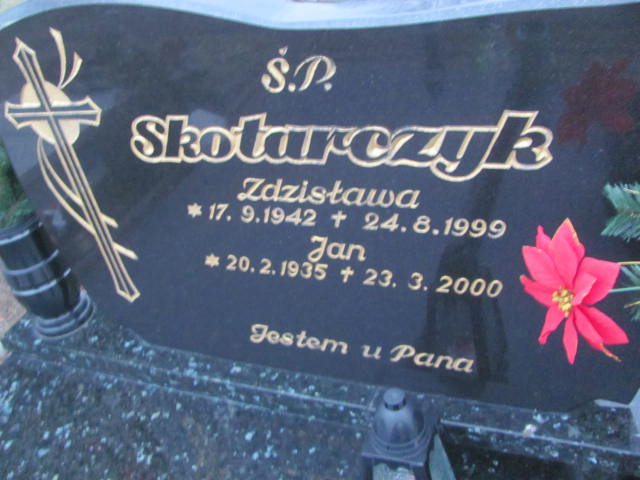 Ś.P.
Skotarczyk
Zdzisława
* 17. 9.1942 ✝ 24. 8.1999
Jan
* 20. 2.1935 ✝ 23. 3. 2000
Jestem u Pana